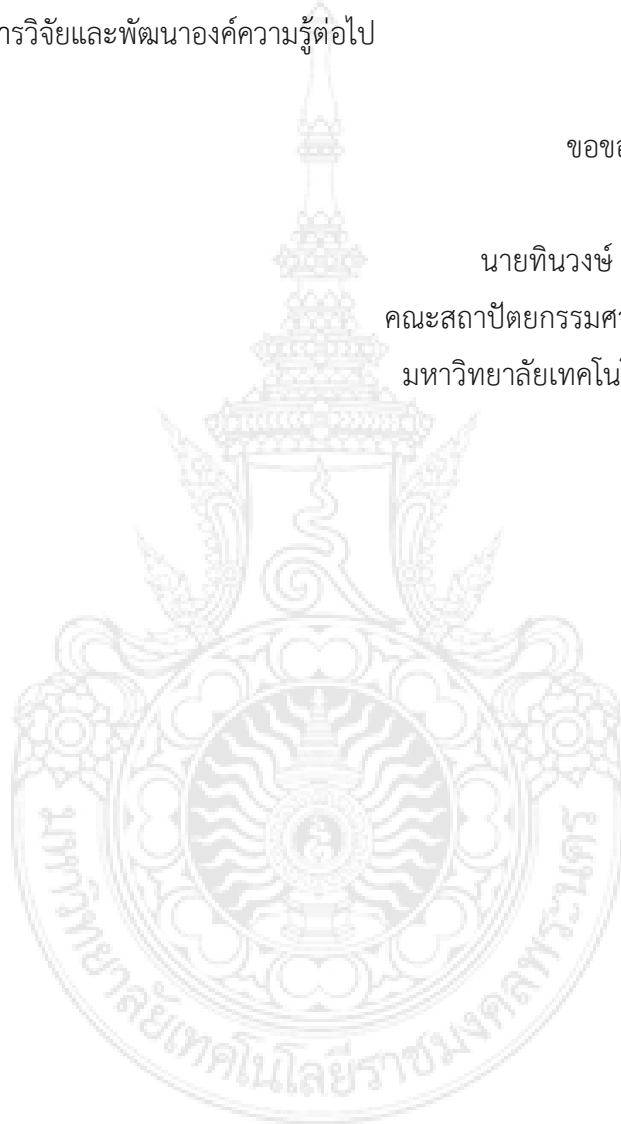 ารวิจัยและพัฒนาองค์ความรู้ต่อไป
ขอขอ
นายทินวงษ์
คณะสถาปัตยกรรมศา
มหาวิทยาลัยเทคโนโ
มหาวิทยาลัยเทคโนโลยีราชมงคลพระนคร